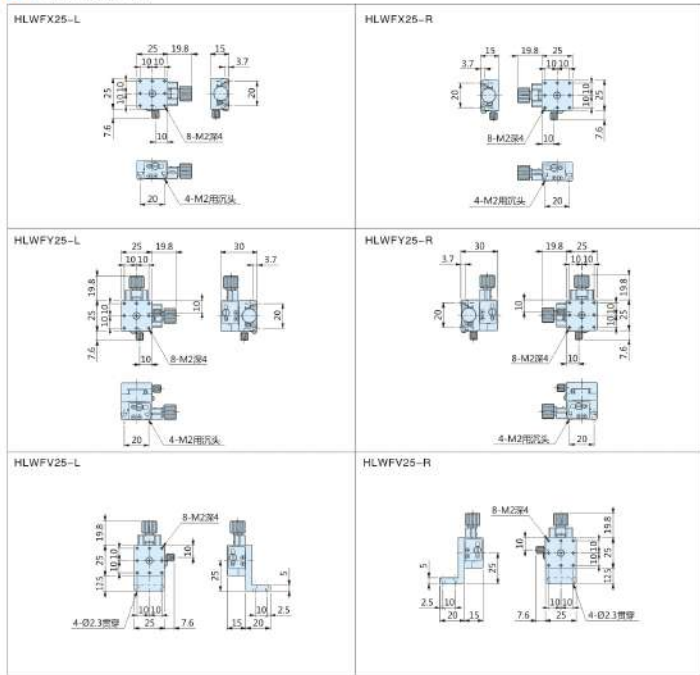 HLWFX25-L
25 19.8 15
10 10 3.7
25 10 10 20
7.6 10 8-M2深4
20 4-M2用沉头
HLWFX25-R
15 19.8 25
3.7 10 10
20 10 10 25
8-M2深4 10 7.6
4-M2用沉头 20
HLWFY25-L
25 19.8 30
10 10 3.7
19.8
25 10 10 10 20
7.6 10 8-M2深4
20 4-M2用沉头
HLWFY25-R
30 19.8 25
3.7 10 10
19.8
20 10 10 10 25
8-M2深4 10 7.6
4-M2用沉头 20
HLWFV25-L
8-M2深4
19.8
25 10 10 10
12.5 25 5
10 10 10 2.5
4-Ø2.3贯穿 25 7.6 15 20
HLWFV25-R
8-M2深4
19.8
10 10 10 25
5 25 12.5
2.5 10 10 10 4-Ø2.3贯穿
20 15 7.6 25